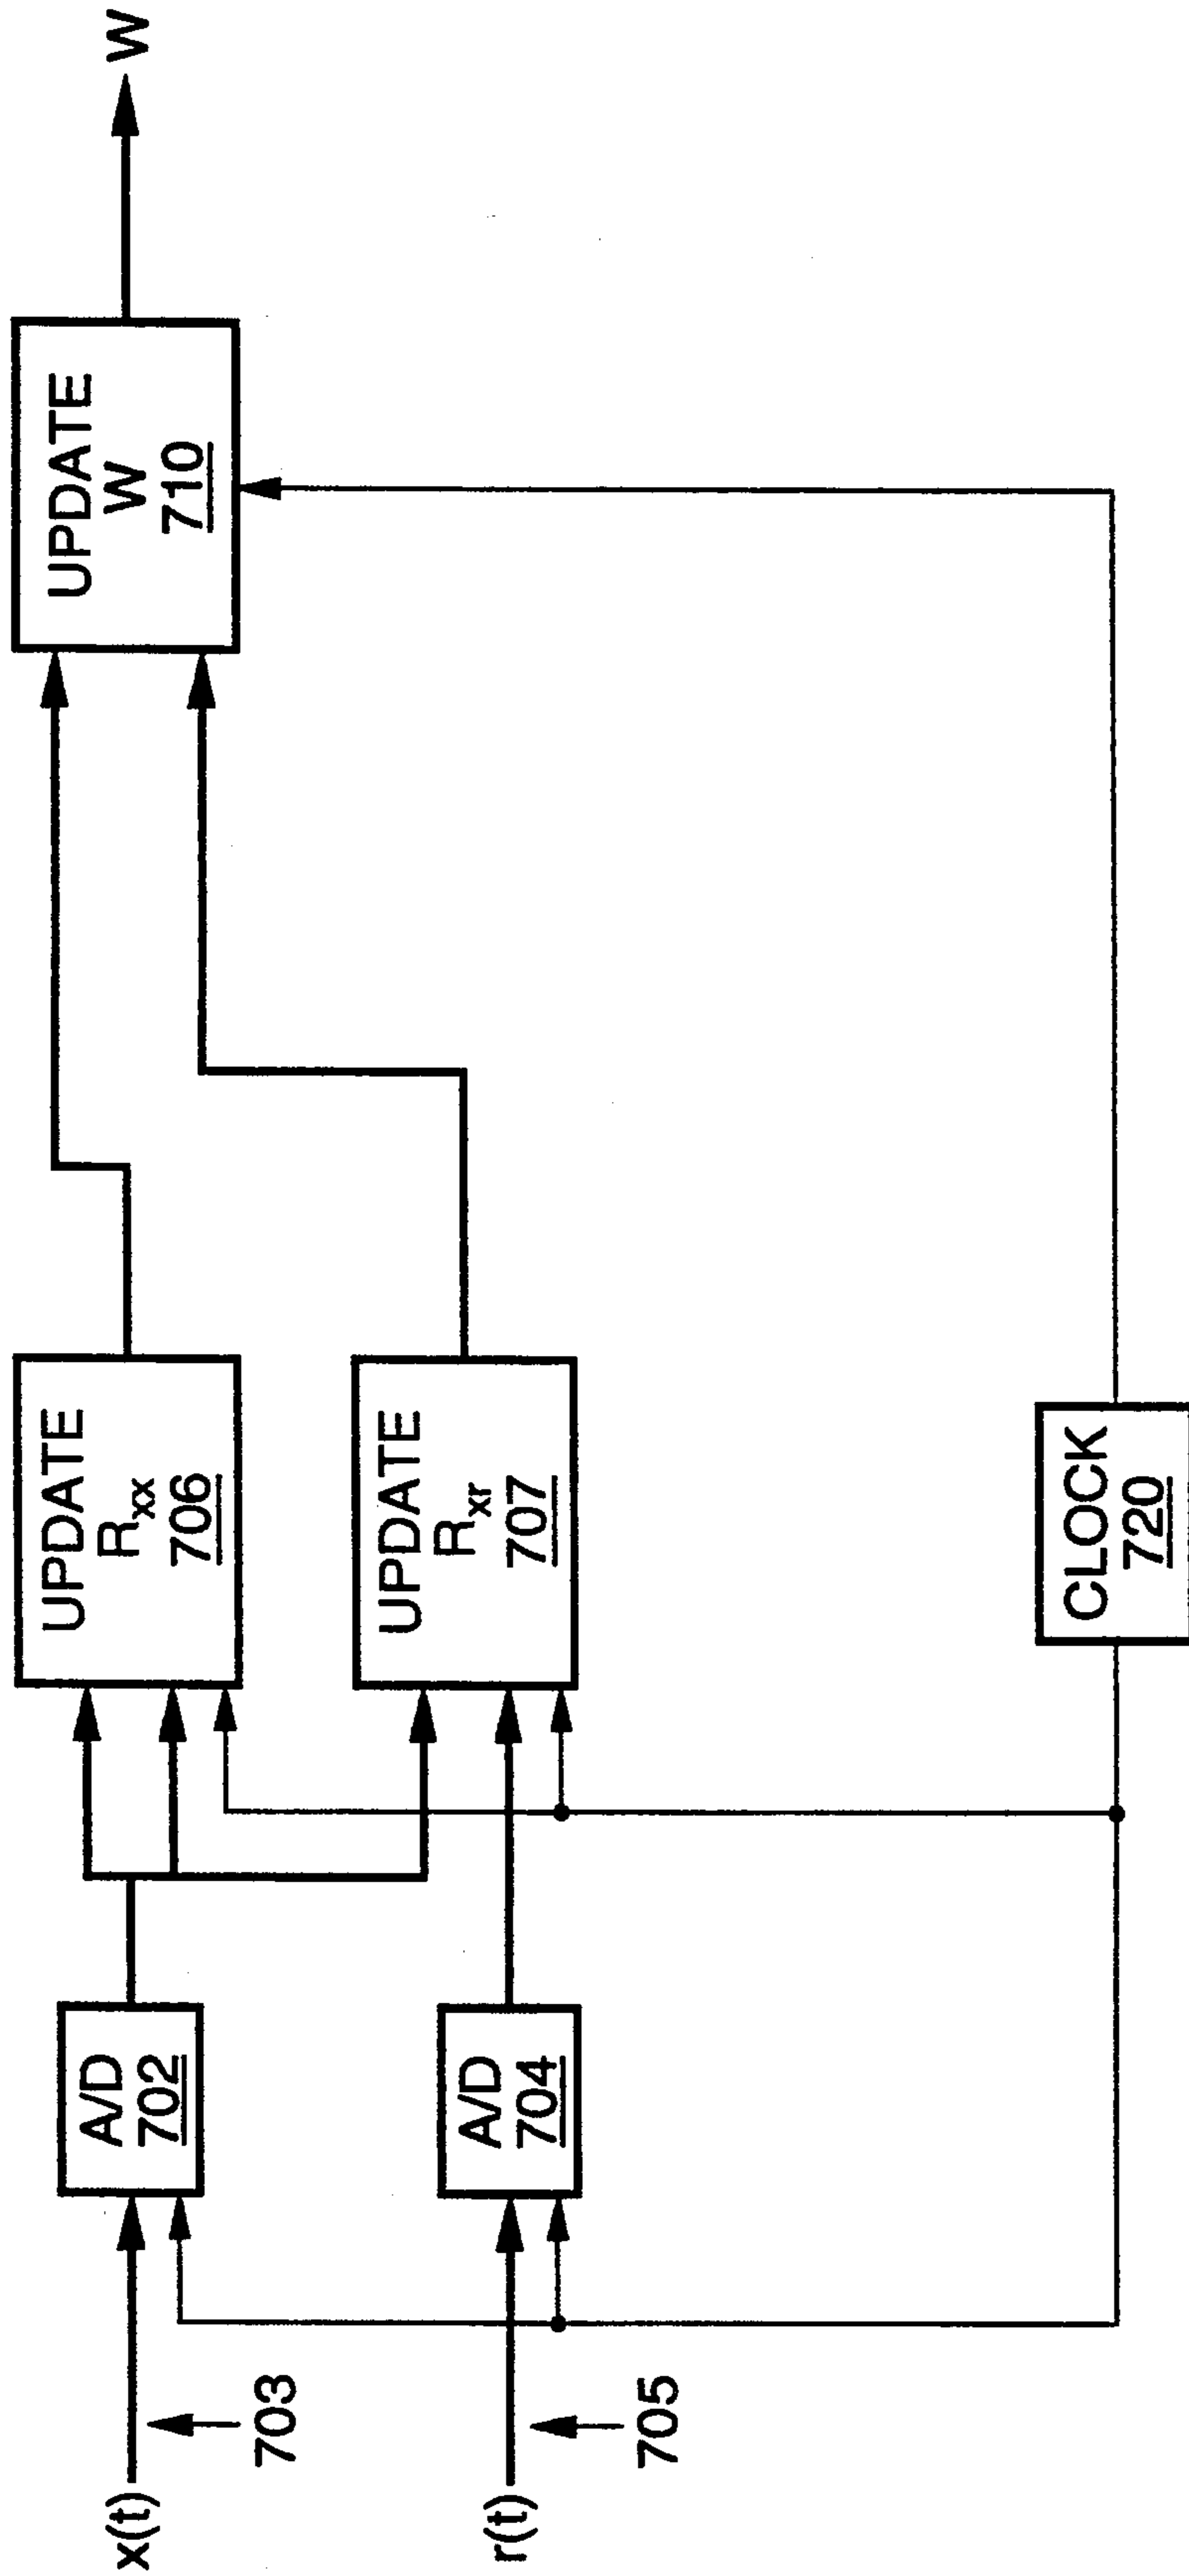 x(t)
703
A/D
702
UPDATE
Rxx
706
UPDATE
W
710
W
r(t)
705
A/D
704
UPDATE
Rxr
707
CLOCK
720